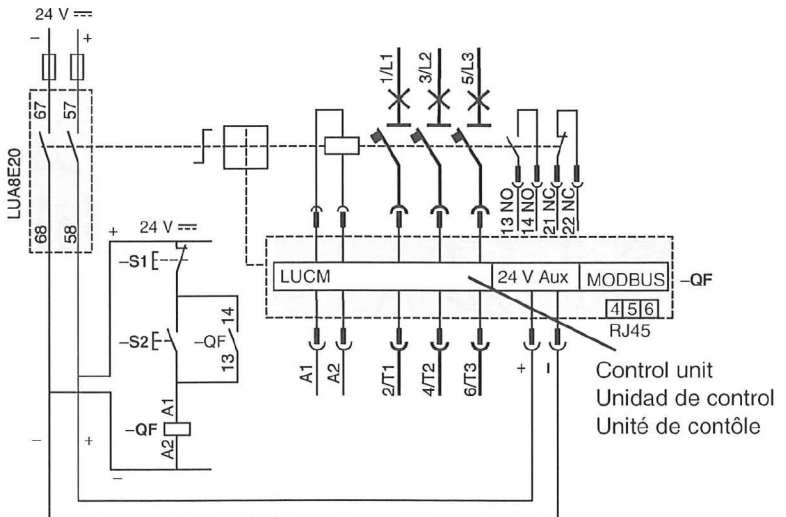 24 V
–
+
67
57
LUA8E20
68
58
1/L1
3/L2
5/L3
13 NO
14 NO
21 NC
22 NC
+
24 V
–S1
–S2
–QF
14
13
A1
–QF
A2
–
+
–
LUCM
24 V Aux
MODBUS
–QF
4 5 6
RJ45
A1
A2
2/T1
4/T2
6/T3
+
–
Control unit
Unidad de control
Unité de contôle